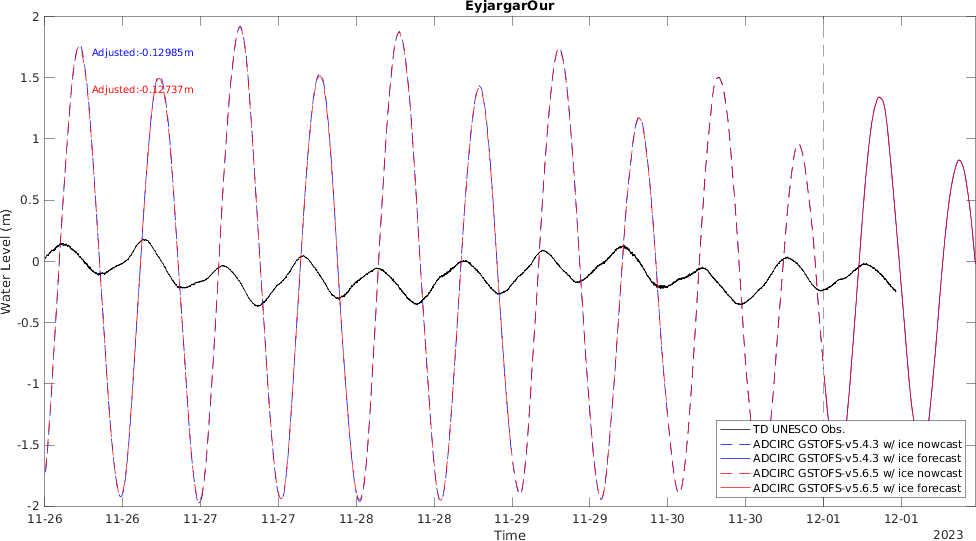 EyjargarOur
Adjusted:-0.12985m
Adjusted:-0.12737m
Water Level (m)
2
1.5
1
0.5
0
-0.5
-1
-1.5
-2
TD UNESCO Obs.
ADCIRC GSTOFS-v5.4.3 w/ ice nowcast
ADCIRC GSTOFS-v5.4.3 w/ ice forecast
ADCIRC GSTOFS-v5.6.5 w/ ice nowcast
ADCIRC GSTOFS-v5.6.5 w/ ice forecast
11-26 11-26 11-27 11-27 11-28 11-28 11-29 11-29 11-30 11-30 12-01 12-01
Time
2023